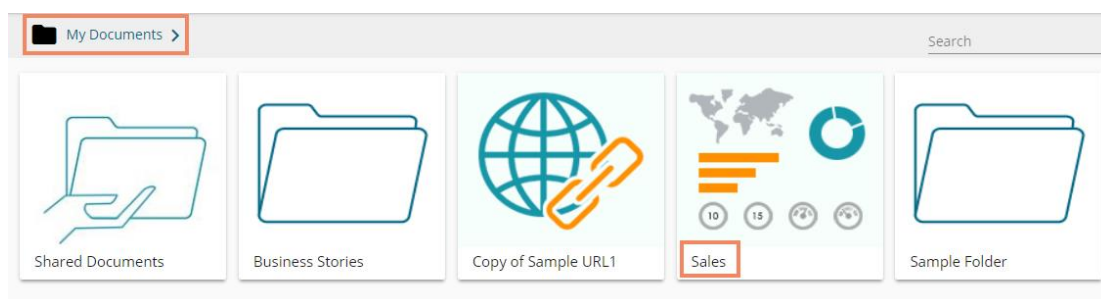 My Documents
Search
10
15
Shared Documents
Business Stories
Copy of Sample URL1
Sales
Sample Folder